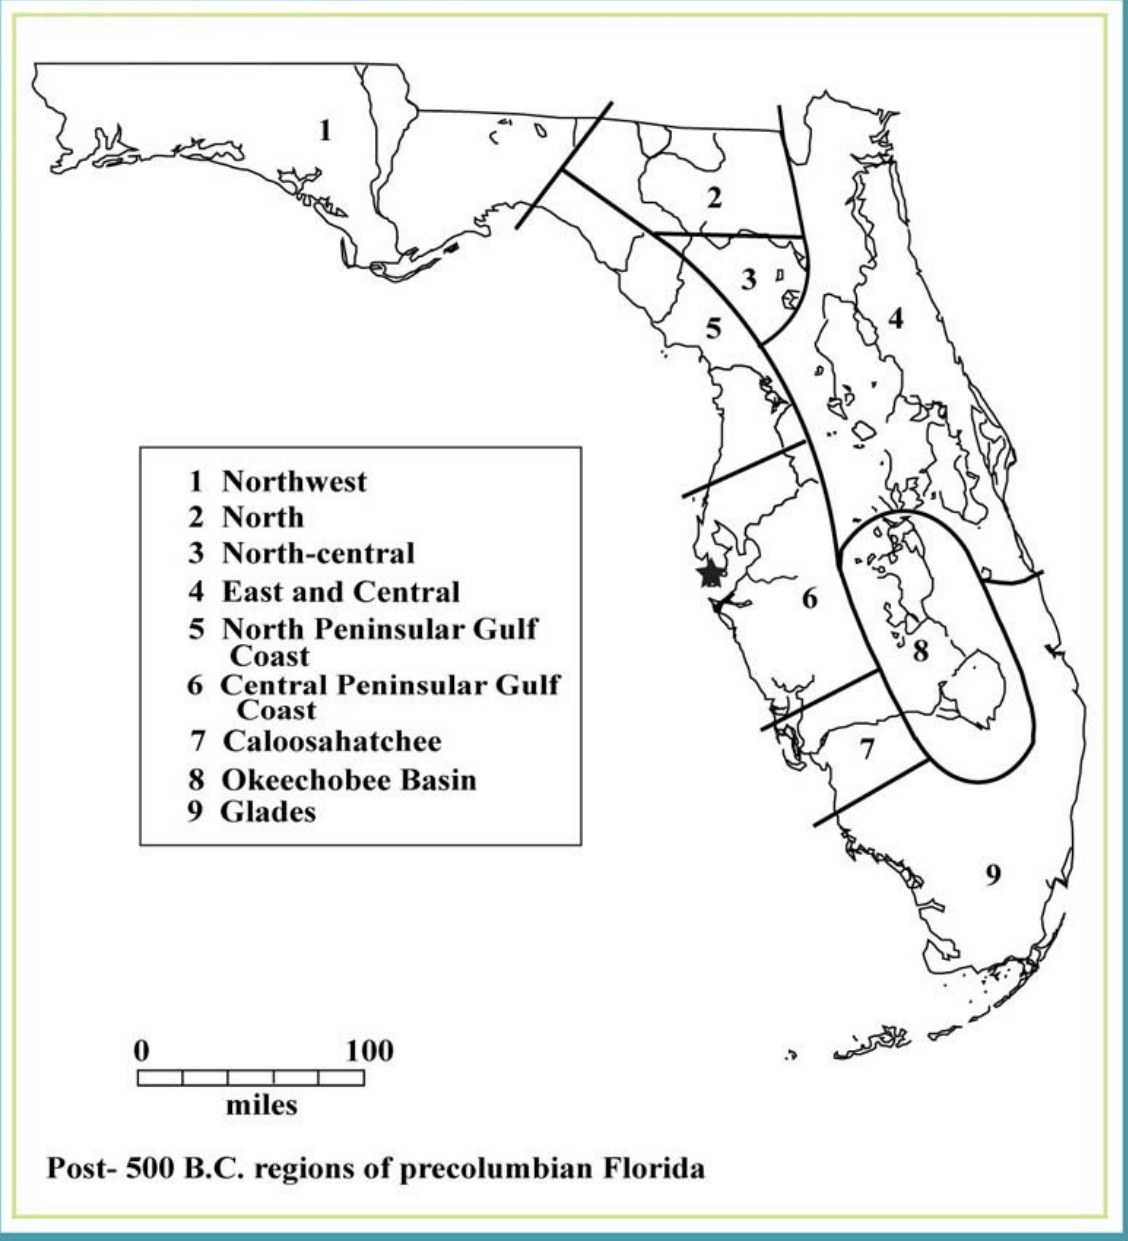 1
2
3
4
5
6
7
8
9
1 Northwest
2 North
3 North-central
4 East and Central
5 North Peninsular Gulf
Coast
6 Central Peninsular Gulf
Coast
7 Caloosahatchee
8 Okeechobee Basin
9 Glades
0 100
miles
Post- 500 B.C. regions of precolumbian Florida